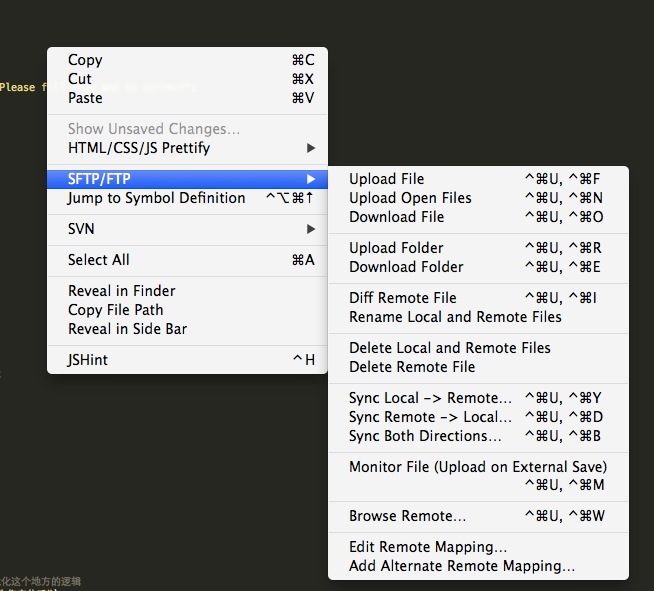 Please f
Copy ⌘C
Cut ⌘X
Paste ⌘V
Show Unsaved Changes...
HTML/CSS/JS Prettify ▶
SFTP/FTP ▶
Jump to Symbol Definition ^⌥⌘↑
SVN ▶
Select All ⌘A
Reveal in Finder
Copy File Path
Reveal in Side Bar
JSHint ^H
Upload File ^⌘U, ^⌘F
Upload Open Files ^⌘U, ^⌘N
Download File ^⌘U, ^⌘O
Upload Folder ^⌘U, ^⌘R
Download Folder ^⌘U, ^⌘E
Diff Remote File ^⌘U, ^⌘I
Rename Local and Remote Files
Delete Local and Remote Files
Delete Remote File
Sync Local -> Remote... ^⌘U, ^⌘Y
Sync Remote -> Local... ^⌘U, ^⌘D
Sync Both Directions... ^⌘U, ^⌘B
Monitor File (Upload on External Save)
^⌘U, ^⌘M
Browse Remote... ^⌘U, ^⌘W
Edit Remote Mapping...
Add Alternate Remote Mapping...
化这个地方的逻辑